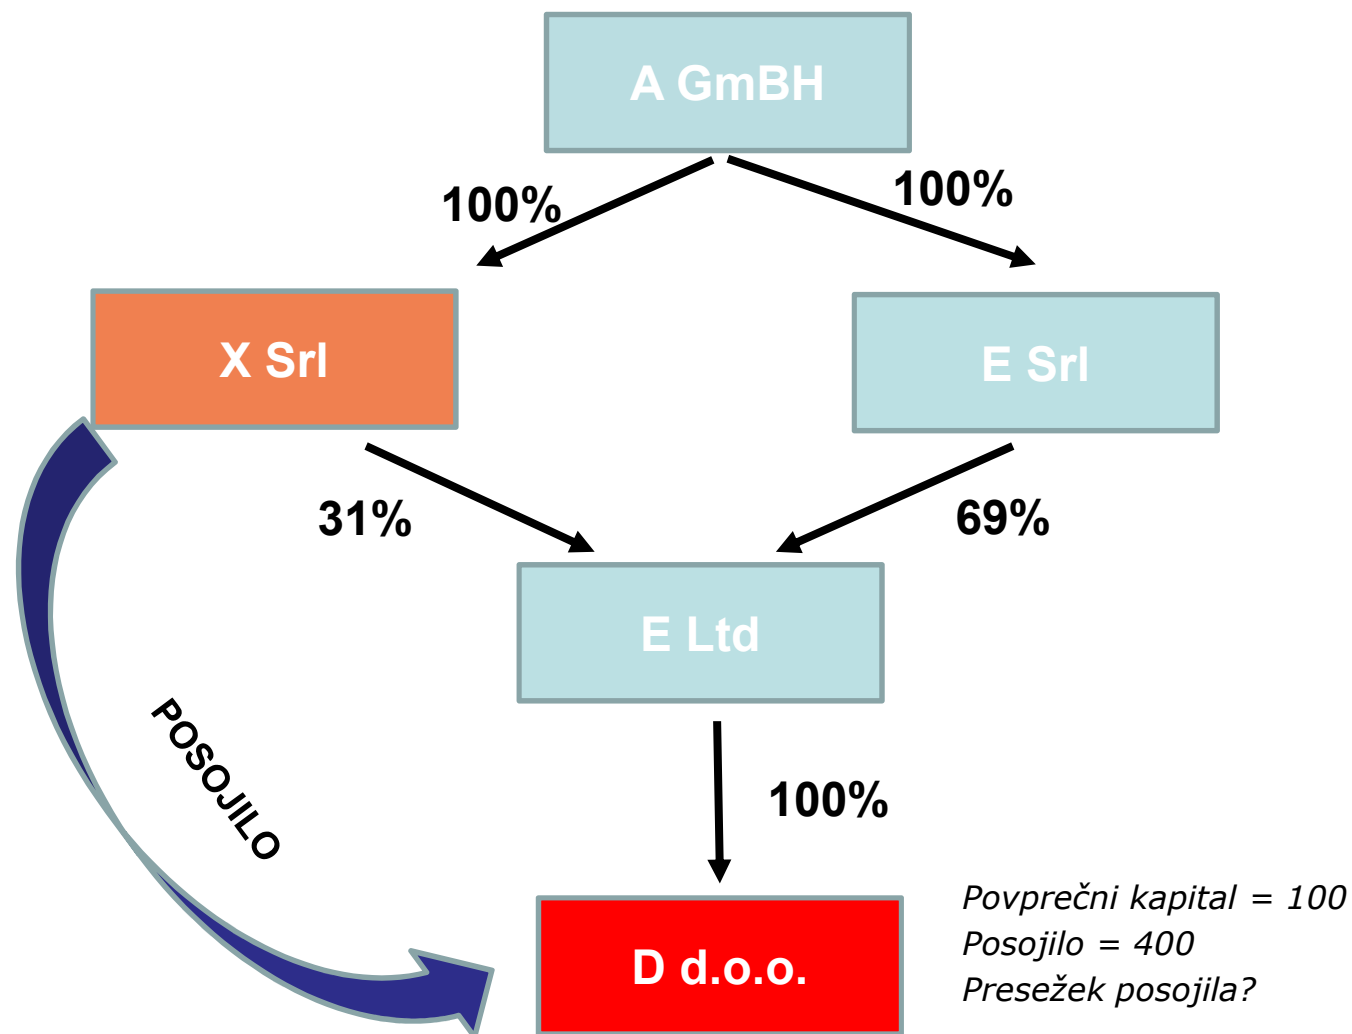 A GmBH
100%
100%
X Srl
E Srl
31%
69%
E Ltd
POSOJILO
100%
D d.o.o.
Povprečni kapital = 100
Posojilo = 400
Presežek posojila?